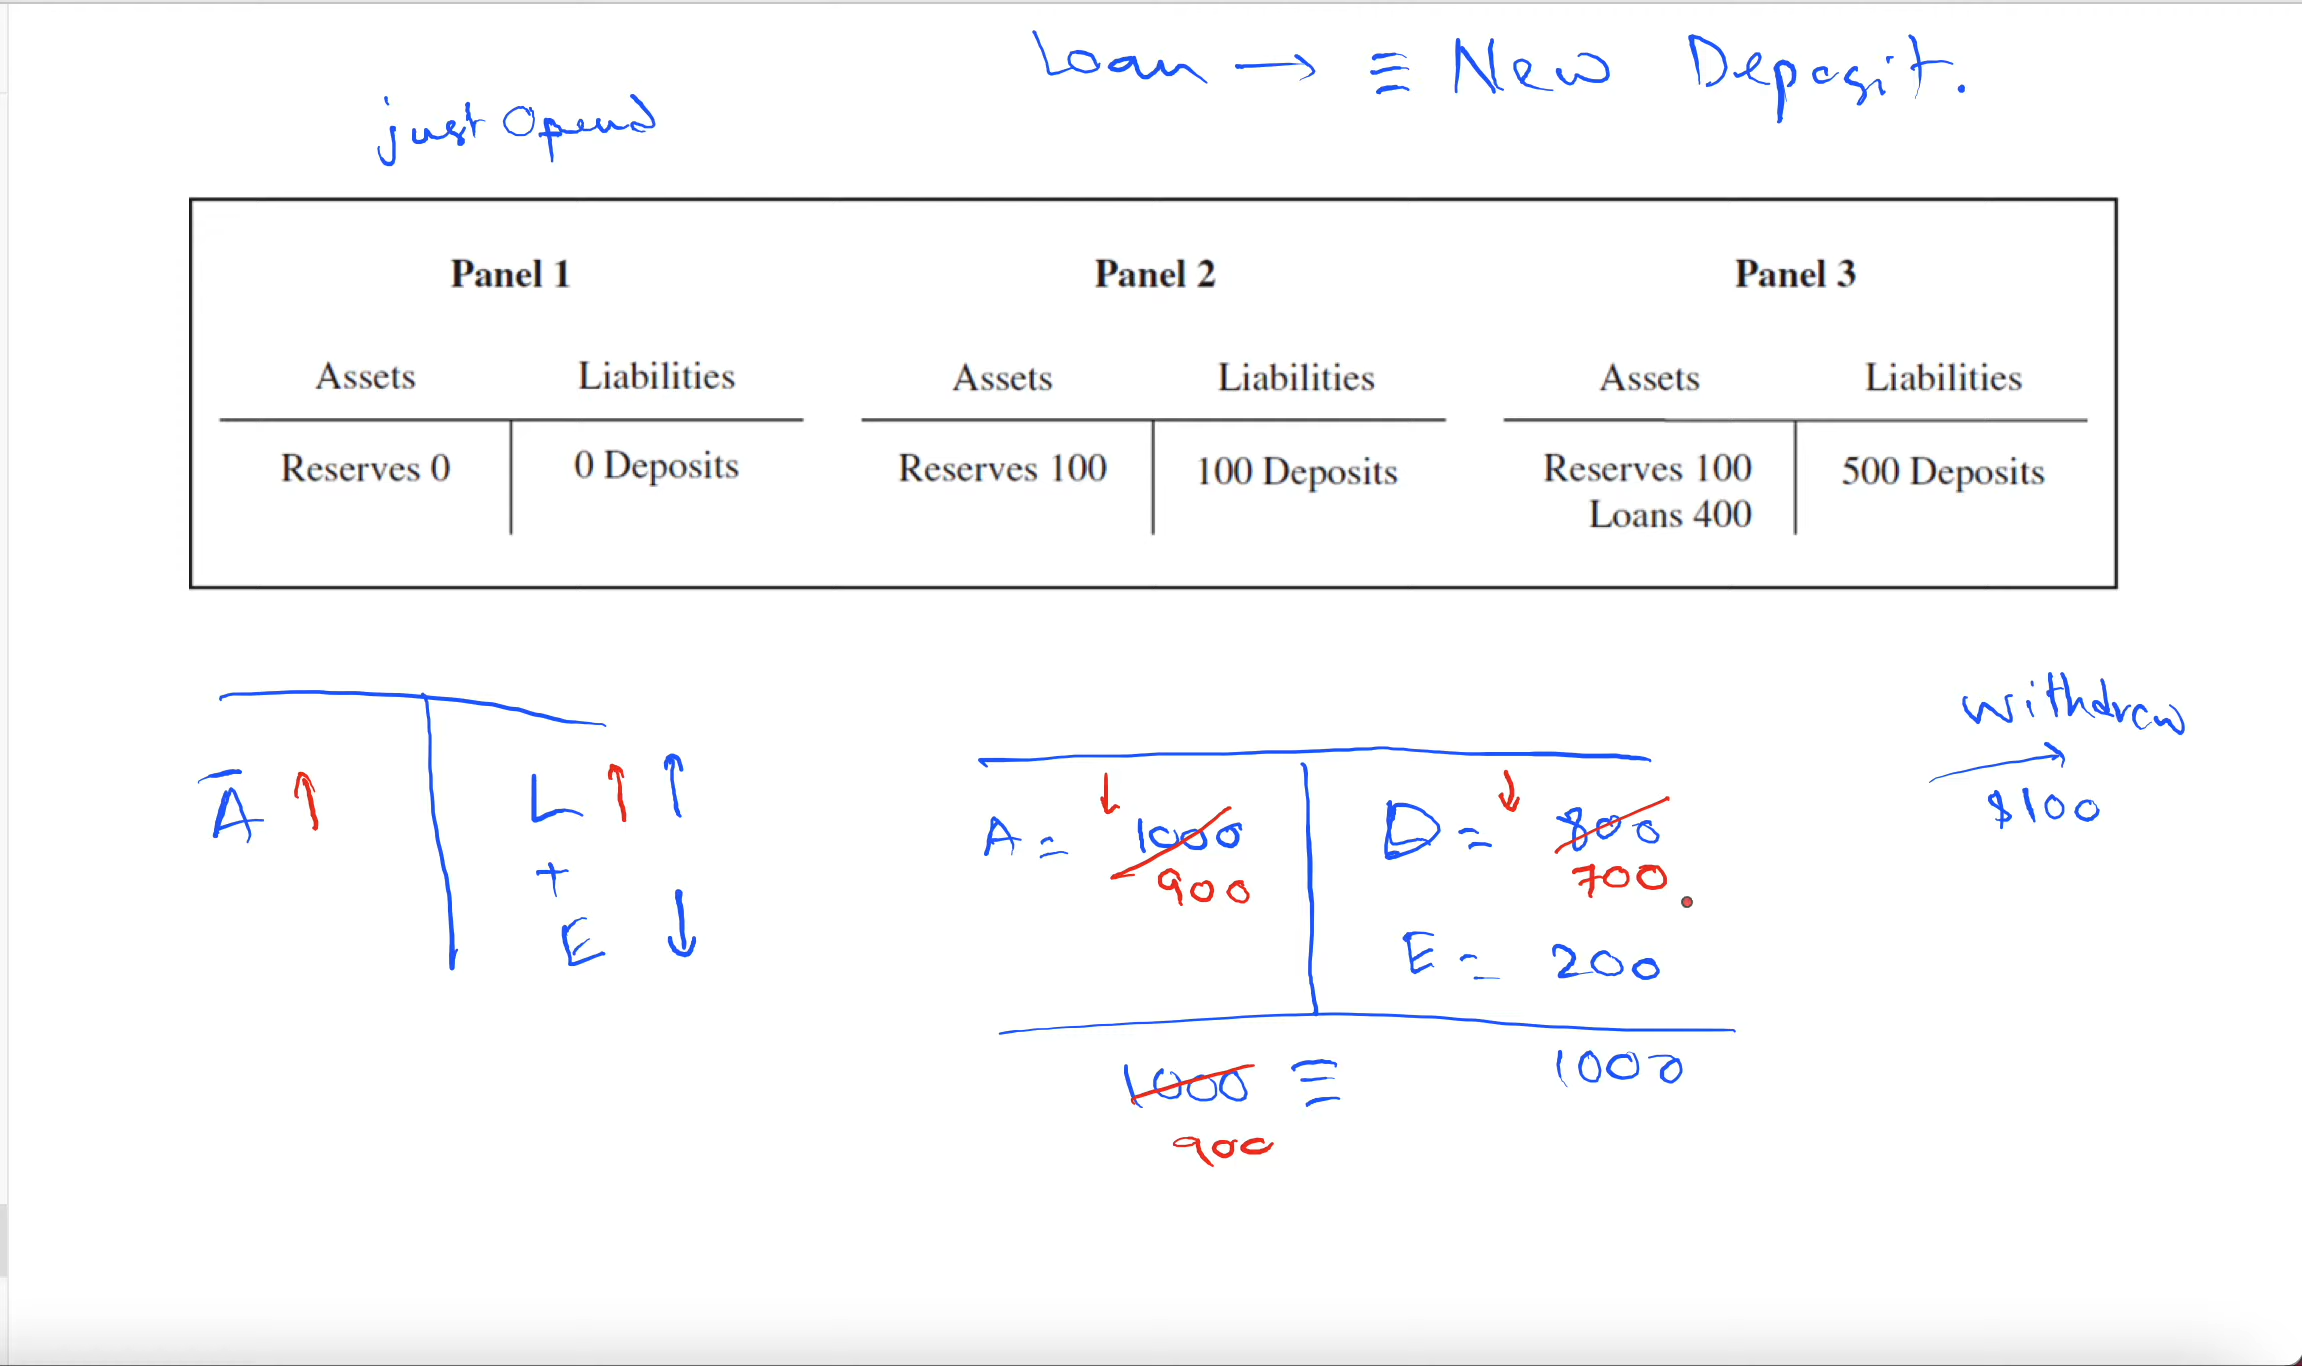 Loan → ≡ New Deposit.
just Opend
Panel 1
Assets Liabilities
Reserves 0 0 Deposits
Panel 2
Assets Liabilities
Reserves 100 100 Deposits
Panel 3
Assets Liabilities
Reserves 100 500 Deposits
Loans 400
A ↑ L ↑ ↑
+
E ↓
↓ ↓
A = 1000 D = 800
900 700
E = 200
1000 ≡ 1000
900
withdraw
→
$100